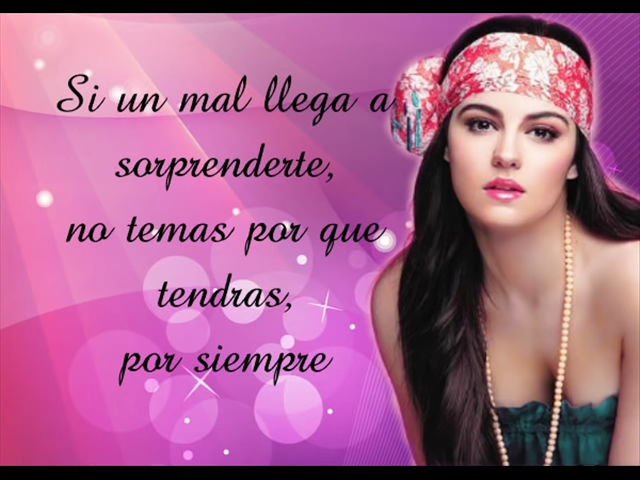 Si un mal llega a
sorprenderte,
no temas por que
tendras,
por siempre